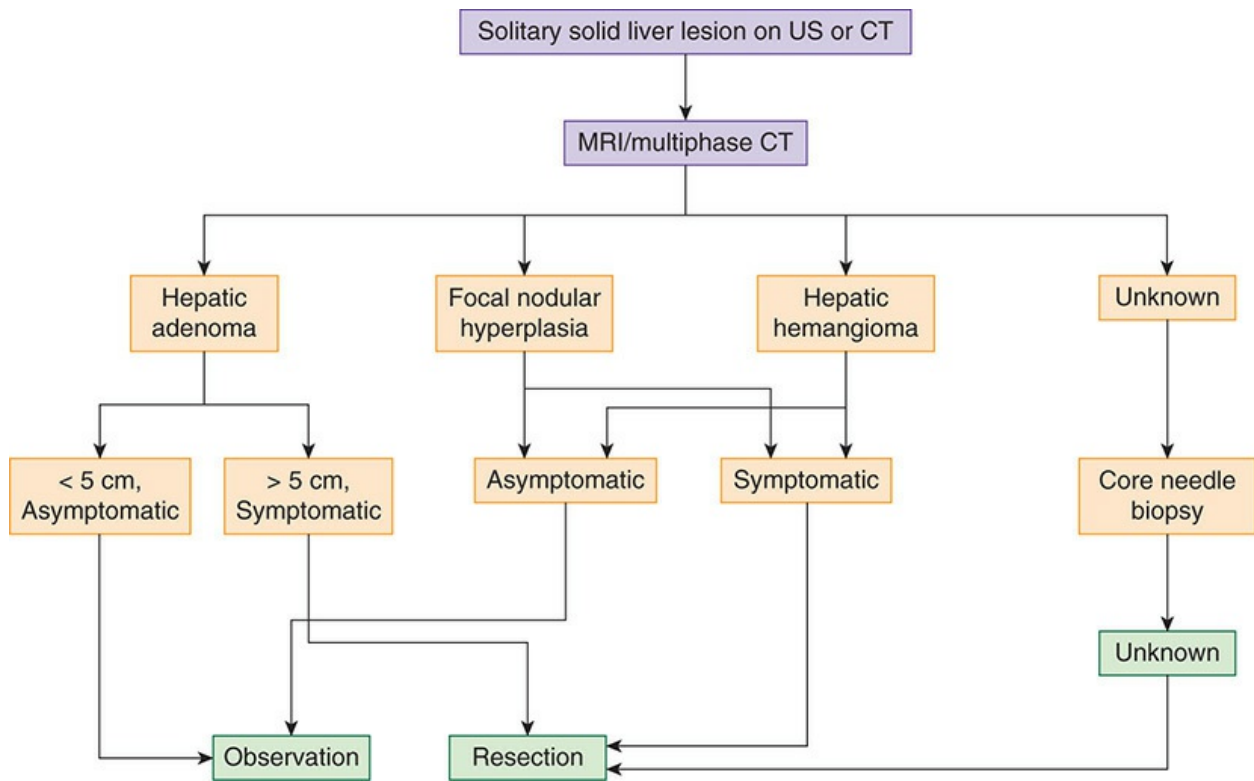 Solitary solid liver lesion on US or CT
MRI/multiphase CT
Hepatic
adenoma
Focal nodular
hyperplasia
Hepatic
hemangioma
Unknown
< 5 cm,
Asymptomatic
> 5 cm,
Symptomatic
Asymptomatic
Symptomatic
Core needle
biopsy
Unknown
Observation
Resection